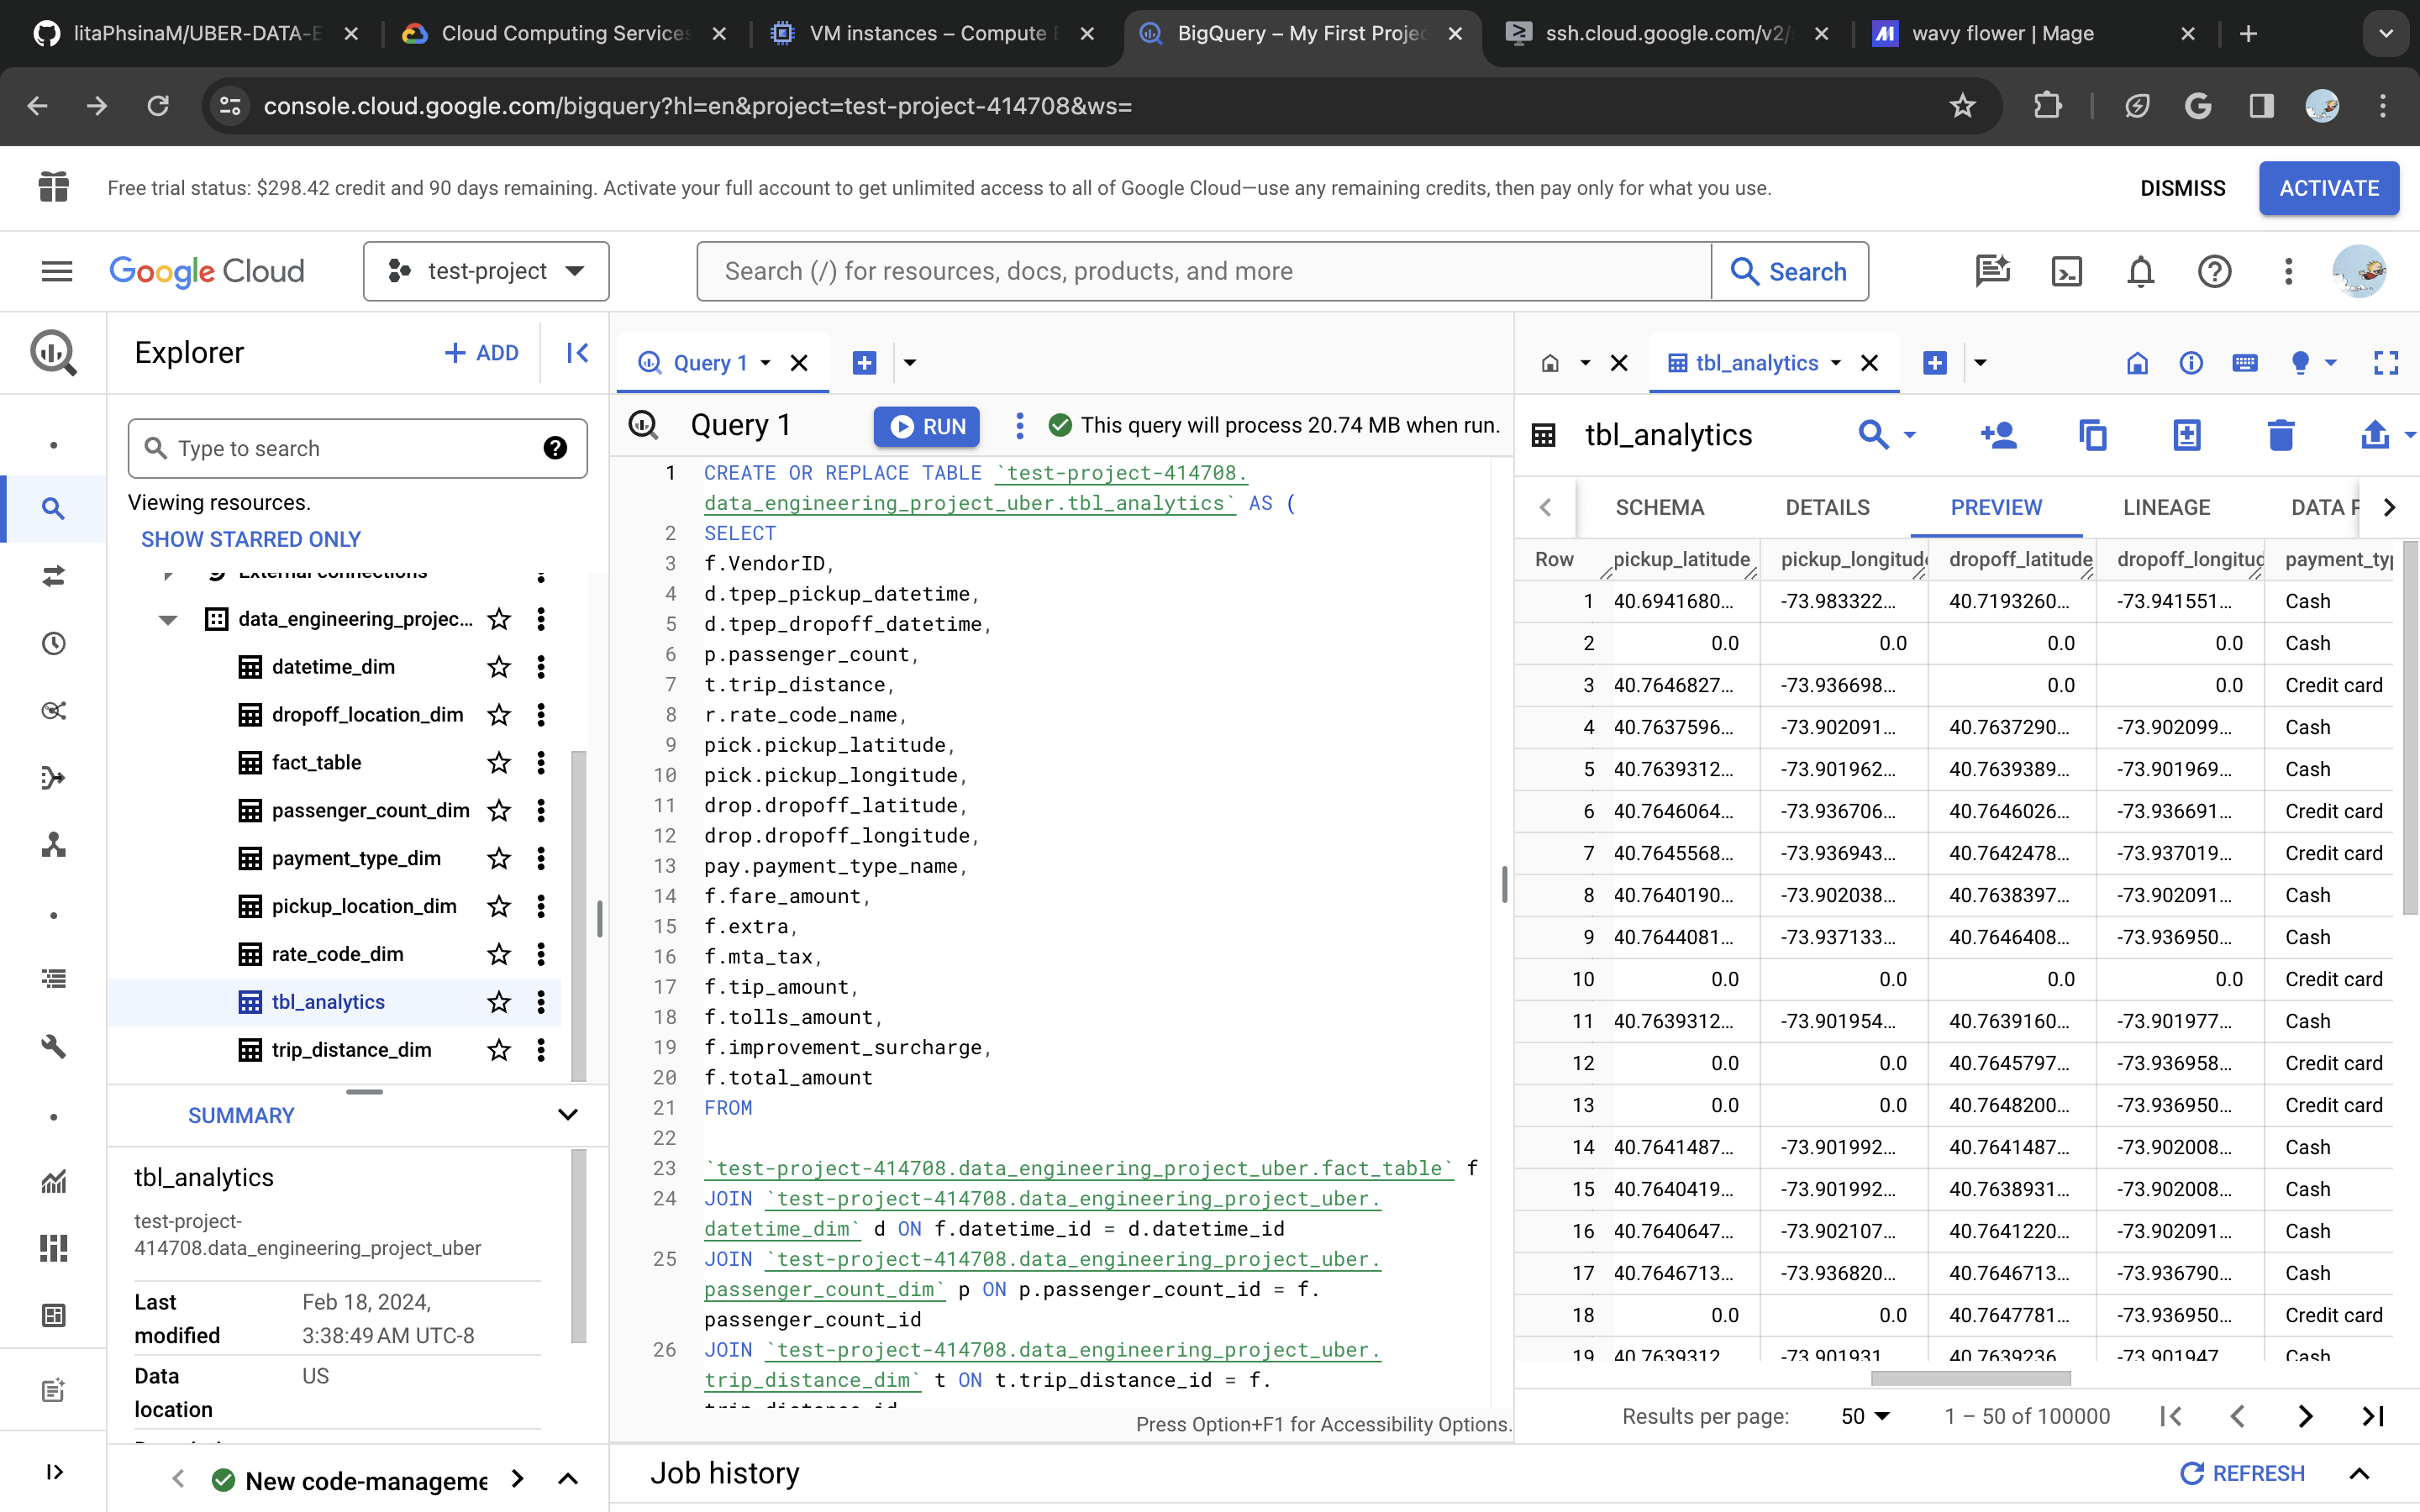 litaPhsinaM/UBER-DATA-E
Cloud Computing Services
VM instances – Compute E
BigQuery – My First Projec
ssh.cloud.google.com/v2/
wavy flower | Mage
console.cloud.google.com/bigquery?hl=en&project=test-project-414708&ws=
Free trial status: $298.42 credit and 90 days remaining. Activate your full account to get unlimited access to all of Google Cloud—use any remaining credits, then pay only for what you use.
DISMISS
ACTIVATE
Google Cloud
test-project
Search (/) for resources, docs, products, and more
Search
Explorer
+ ADD
Type to search
Viewing resources.
SHOW STARRED ONLY
External connections
data_engineering_projec...
datetime_dim
dropoff_location_dim
fact_table
passenger_count_dim
payment_type_dim
pickup_location_dim
rate_code_dim
tbl_analytics
trip_distance_dim
SUMMARY
tbl_analytics
test-project-
414708.data_engineering_project_uber
Last modified Feb 18, 2024, 3:38:49 AM UTC-8
Data location US
New code-manageme
Query 1
Query 1
RUN
This query will process 20.74 MB when run.
1 CREATE OR REPLACE TABLE `test-project-414708.
data_engineering_project_uber.tbl_analytics` AS (
2 SELECT
3 f.VendorID,
4 d.tpep_pickup_datetime,
5 d.tpep_dropoff_datetime,
6 p.passenger_count,
7 t.trip_distance,
8 r.rate_code_name,
9 pick.pickup_latitude,
10 pick.pickup_longitude,
11 drop.dropoff_latitude,
12 drop.dropoff_longitude,
13 pay.payment_type_name,
14 f.fare_amount,
15 f.extra,
16 f.mta_tax,
17 f.tip_amount,
18 f.tolls_amount,
19 f.improvement_surcharge,
20 f.total_amount
21 FROM
22
23 `test-project-414708.data_engineering_project_uber.fact_table` f
24 JOIN `test-project-414708.data_engineering_project_uber.
datetime_dim` d ON f.datetime_id = d.datetime_id
25 JOIN `test-project-414708.data_engineering_project_uber.
passenger_count_dim` p ON p.passenger_count_id = f.
passenger_count_id
26 JOIN `test-project-414708.data_engineering_project_uber.
trip_distance_dim` t ON t.trip_distance_id = f.
trip_distance_id
Press Option+F1 for Accessibility Options.
tbl_analytics
tbl_analytics
SCHEMA DETAILS PREVIEW LINEAGE DATA P
Row pickup_latitude pickup_longitude dropoff_latitude dropoff_longitud payment_typ
1 40.6941680... -73.983322... 40.7193260... -73.941551... Cash
2 0.0 0.0 0.0 0.0 Cash
3 40.7646827... -73.936698... 0.0 0.0 Credit card
4 40.7637596... -73.902091... 40.7637290... -73.902099... Cash
5 40.7639312... -73.901962... 40.7639389... -73.901969... Cash
6 40.7646064... -73.936706... 40.7646026... -73.936691... Credit card
7 40.7645568... -73.936943... 40.7642478... -73.937019... Credit card
8 40.7640190... -73.902038... 40.7638397... -73.902091... Cash
9 40.7644081... -73.937133... 40.7646408... -73.936950... Cash
10 0.0 0.0 0.0 0.0 Credit card
11 40.7639312... -73.901954... 40.7639160... -73.901977... Cash
12 0.0 0.0 40.7645797... -73.936958... Credit card
13 0.0 0.0 40.7648200... -73.936950... Credit card
14 40.7641487... -73.901992... 40.7641487... -73.902008... Cash
15 40.7640419... -73.901992... 40.7638931... -73.902008... Cash
16 40.7640647... -73.902107... 40.7641220... -73.902091... Cash
17 40.7646713... -73.936820... 40.7646713... -73.936790... Cash
18 0.0 0.0 40.7647781... -73.936950... Credit card
19 40.7639312 -73.901931 40.7639236 -73.901947 Cash
Results per page: 50 1 – 50 of 100000
Job history
REFRESH